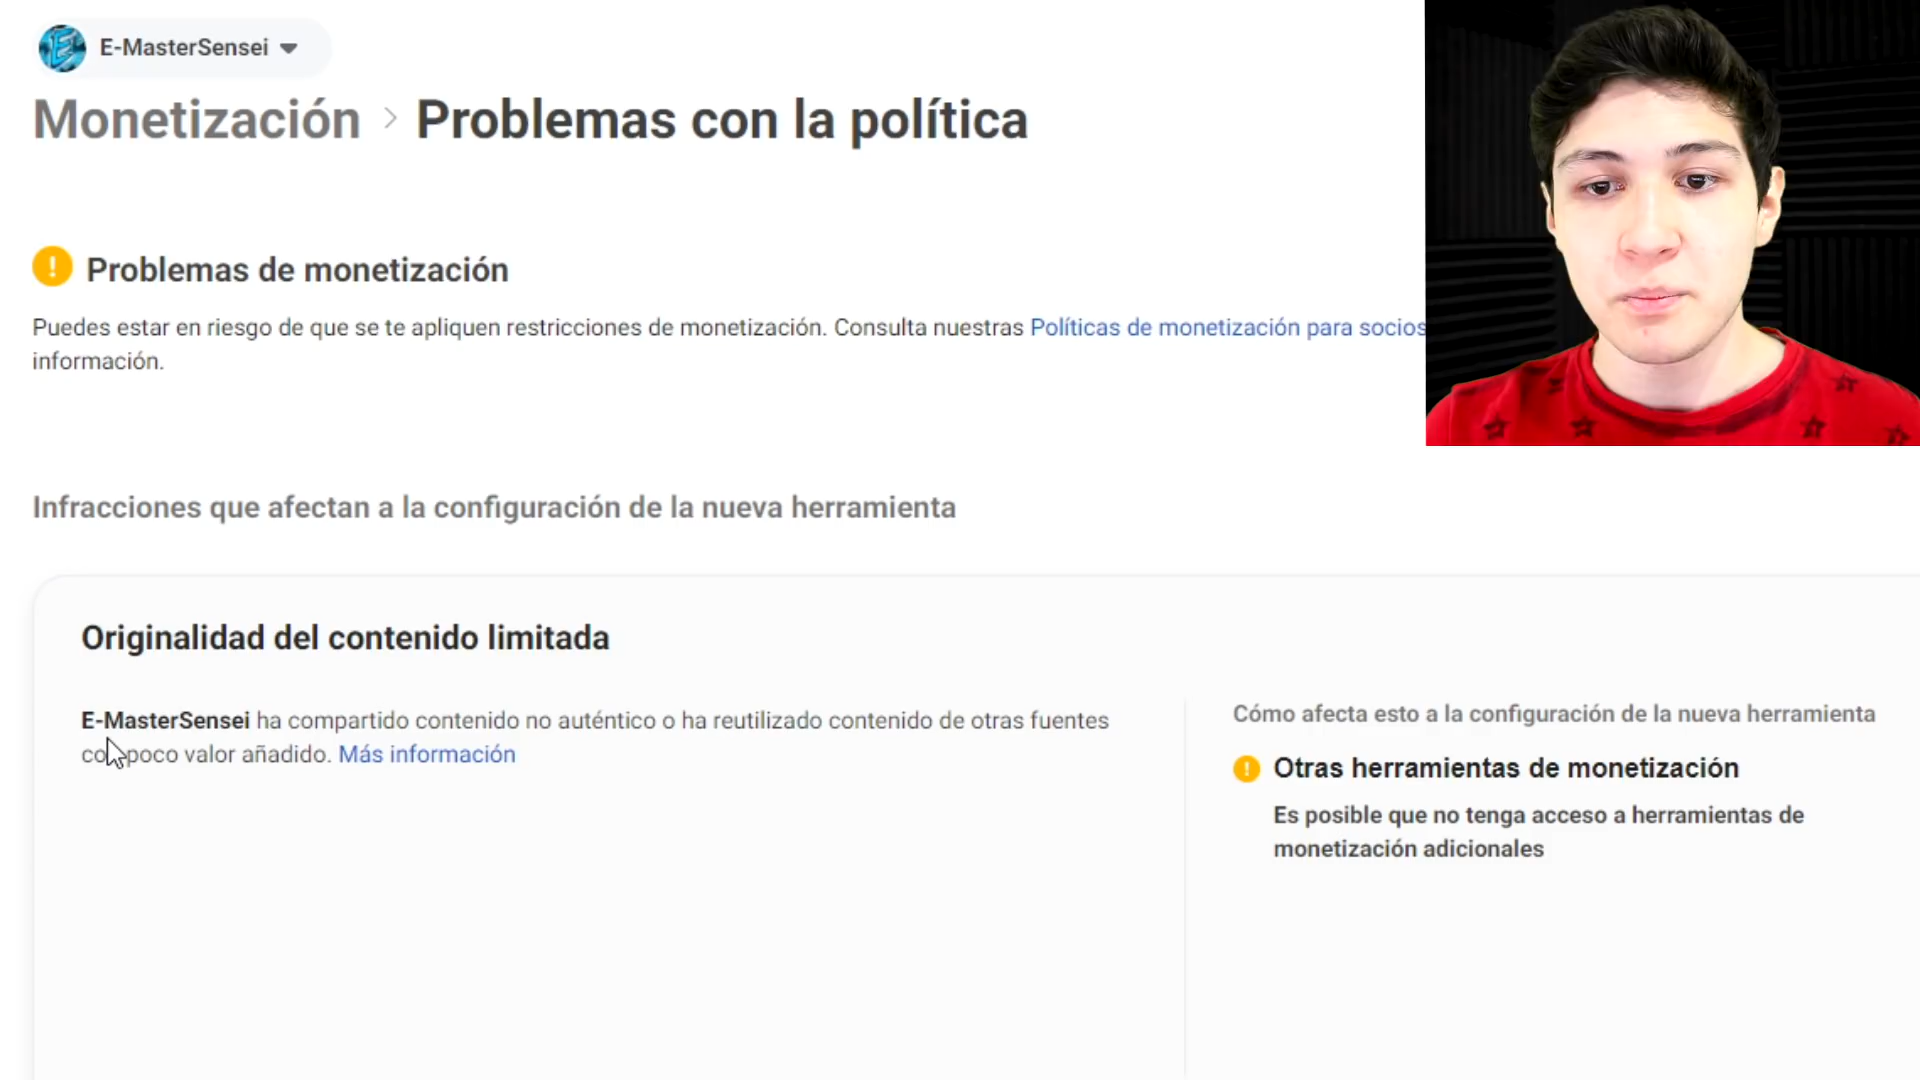 E-MasterSensei
Monetización > Problemas con la política
Problemas de monetización
Puedes estar en riesgo de que se te apliquen restricciones de monetización. Consulta nuestras Políticas de monetización para socios
información.
Infracciones que afectan a la configuración de la nueva herramienta
Originalidad del contenido limitada
E-MasterSensei ha compartido contenido no auténtico o ha reutilizado contenido de otras fuentes
con poco valor añadido. Más información
Cómo afecta esto a la configuración de la nueva herramienta
Otras herramientas de monetización
Es posible que no tenga acceso a herramientas de
monetización adicionales